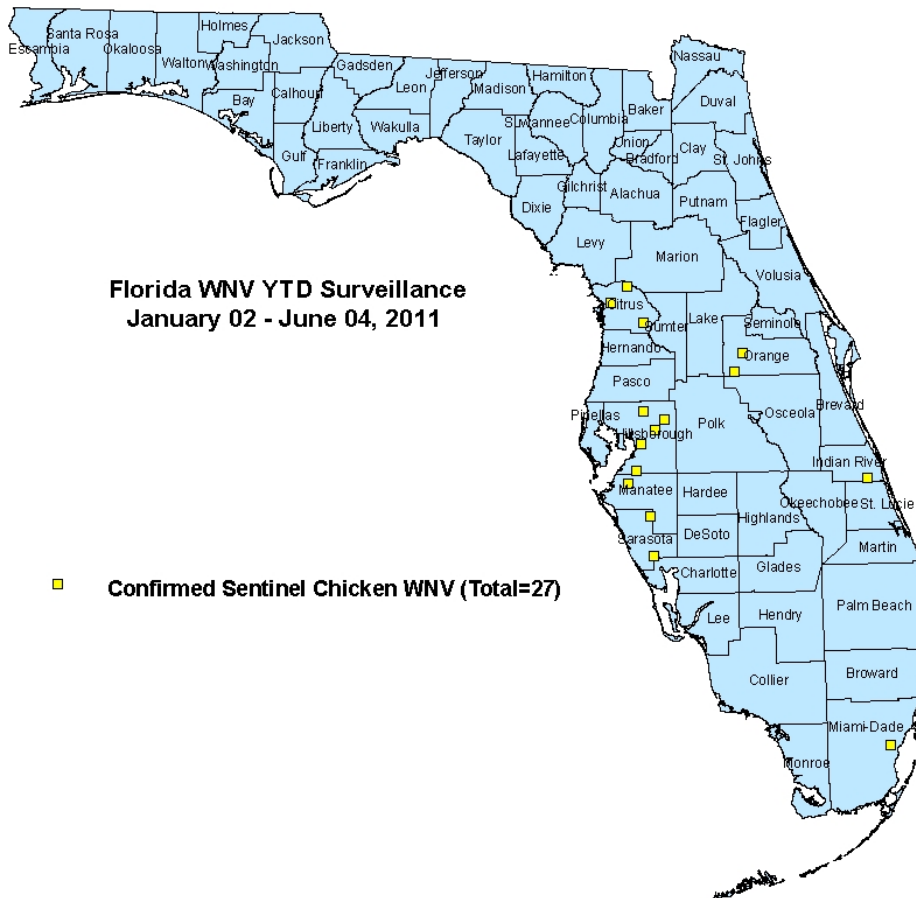 Holmes
Santa Rosa
Jackson
Escambia
Okaloosa
Walton
Washington
Gadsden
Jefferson
Hamilton
Nassau
Leon
Madison
Bay
Calhoun
Baker
Duval
Liberty
Wakulla
Suwannee
Columbia
Taylor
Union
Clay
Gulf
Franklin
Lafayette
Bradford
St. Johns
Gilchrist
Alachua
Dixie
Putnam
Flagler
Levy
Marion
Volusia
Florida WNV YTD Surveillance
January 02 - June 04, 2011
Citrus
Lake
Sumter
Seminole
Hernando
Orange
Pasco
Pinellas
Osceola
Brevard
Hillsborough
Polk
Indian River
Manatee
Hardee
Okeechobee
St. Lucie
Highlands
Sarasota
DeSoto
Martin
Charlotte
Glades
Confirmed Sentinel Chicken WNV (Total=27)
Palm Beach
Lee
Hendry
Collier
Broward
Miami-Dade
Monroe